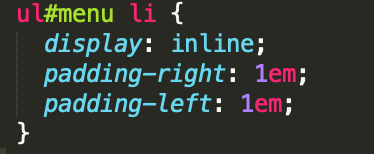 ul#menu li {
  display: inline;
  padding-right: 1em;
  padding-left: 1em;
}